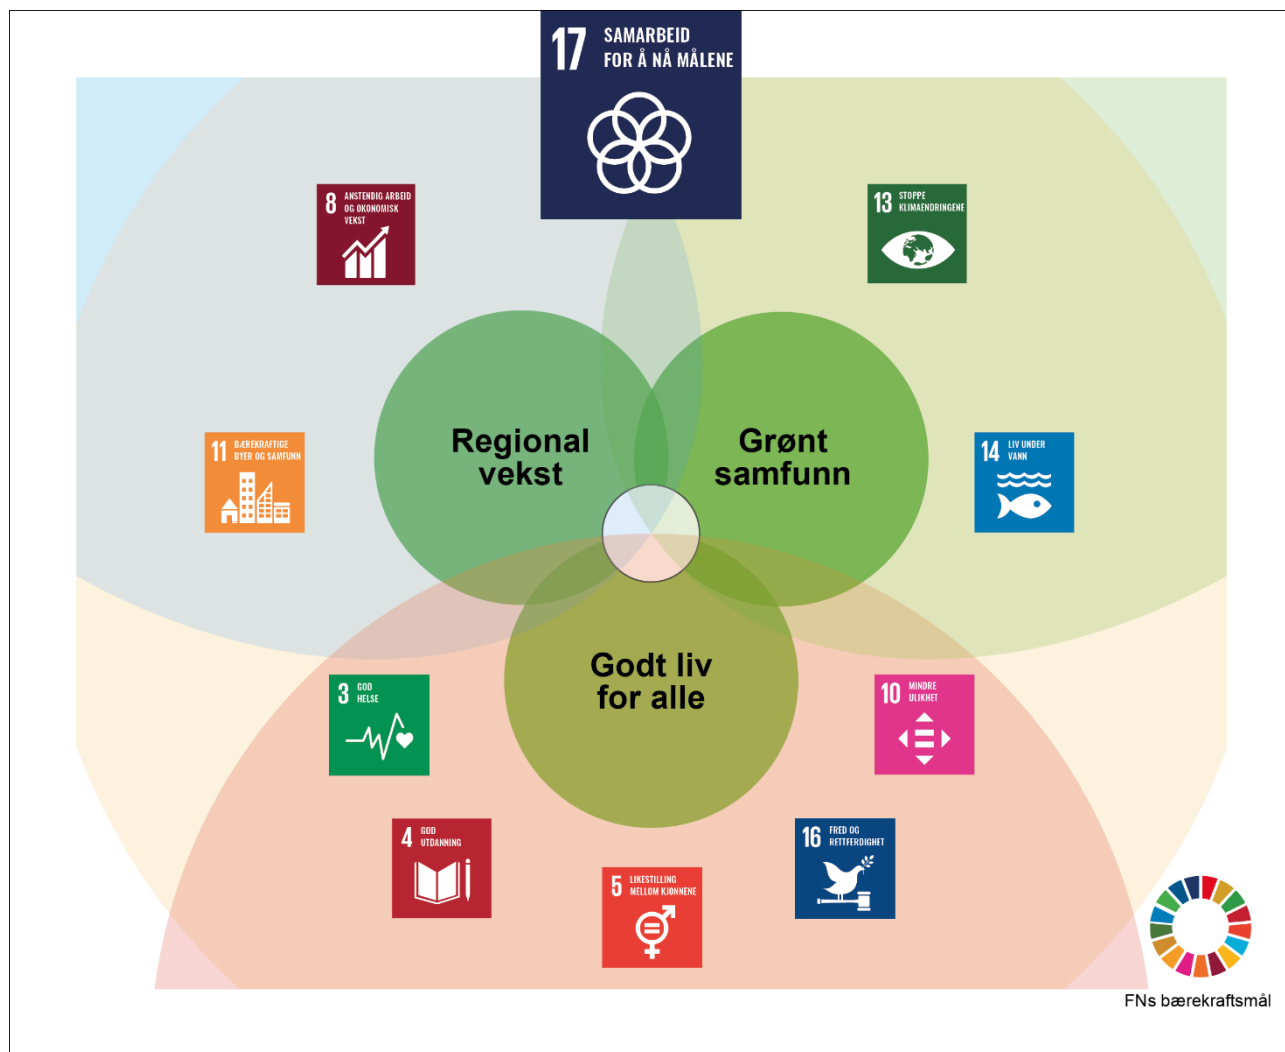 17 SAMARBEID
FOR Å NÅ MÅLENE
8 ANSTENDIG ARBEID
OG ØKONOMISK
VEKST
13 STOPPE
KLIMAENDRINGENE
11 BÆREKRAFTIGE
BYER OG SAMFUNN
Regional
vekst
Grønt
samfunn
14 LIV UNDER
VANN
Godt liv
for alle
3 GOD
HELSE
10 MINDRE
ULIKHET
4 GOD
UTDANNING
5 LIKESTILLING
MELLOM KJØNNENE
16 FRED OG
RETTFERDIGHET
FNs bærekraftsmål